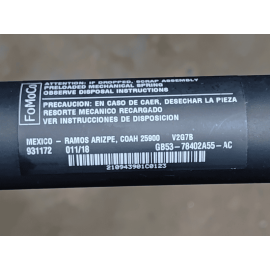 FoMoCo
ATTENTION: IF DROPPED, SCRAP ASSEMBLY
PRELOADED MECHANICAL SPRING
OBSERVE DISPOSAL INSTRUCTIONS
PRECAUCION: EN CASO DE CAER, DESECHAR LA PIEZA
RESORTE MECANICO RECARGADO
VER INSTRUCCIONES DE DISPOSICION
MEXICO - RAMOS ARIZPE, COAH 25900 V2G7B
931172 011/18 GB53-78402A55-AC
210943901C0123